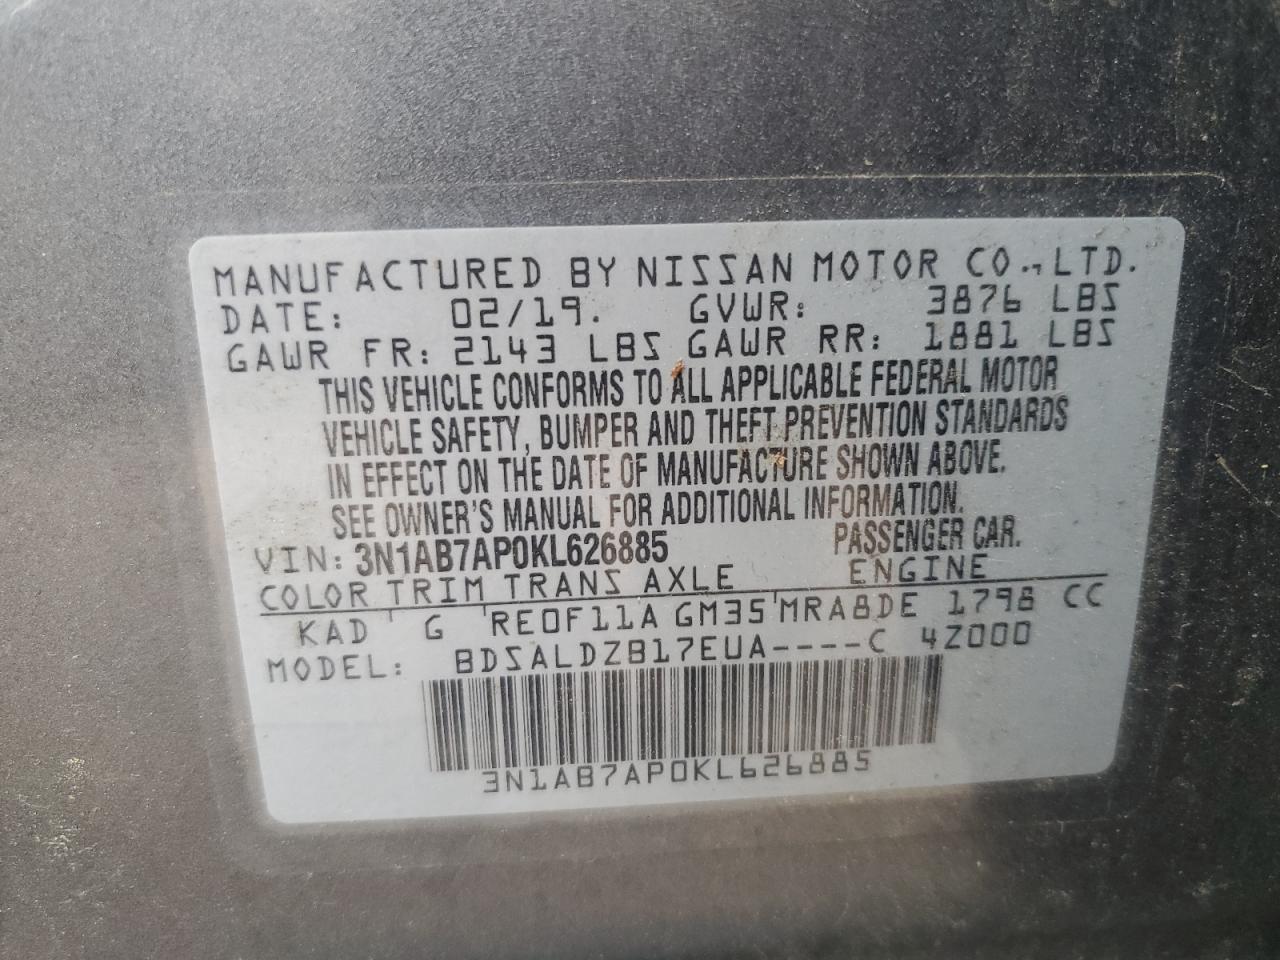 MANUFACTURED BY NISSAN MOTOR CO.,LTD.
DATE: 02/19. GVWR: 3876 LBS
GAWR FR: 2143 LBS GAWR RR: 1881 LBS
THIS VEHICLE CONFORMS TO ALL APPLICABLE FEDERAL MOTOR
VEHICLE SAFETY, BUMPER AND THEFT PREVENTION STANDARDS
IN EFFECT ON THE DATE OF MANUFACTURE SHOWN ABOVE.
SEE OWNER'S MANUAL FOR ADDITIONAL INFORMATION.
VIN: 3N1AB7AP0KL626885 PASSENGER CAR.
COLOR TRIM TRANS AXLE ENGINE
KAD ' G ' RE0F11A GM35 ' MRA8DE 1798 CC
MODEL: BDSALDZB17EUA----C 4Z000
3N1AB7AP0KL626885